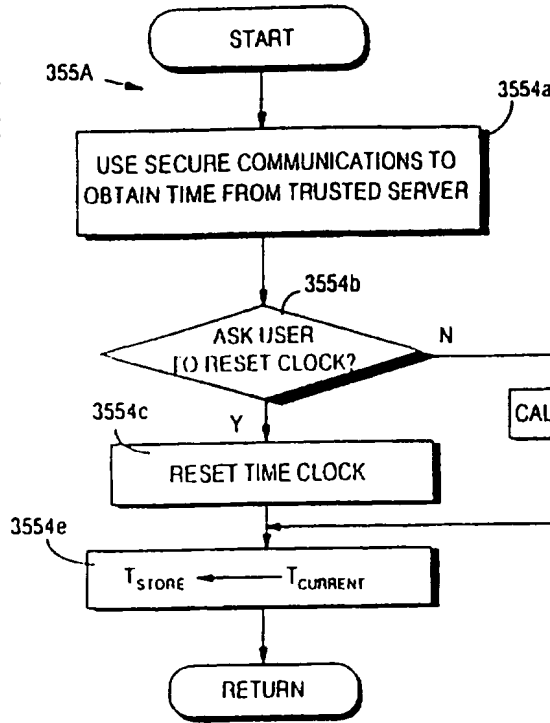 START
355A
3554a
USE SECURE COMMUNICATIONS TO
OBTAIN TIME FROM TRUSTED SERVER
3554b
ASK USER
TO RESET CLOCK?
N
Y
CAL
3554c
RESET TIME CLOCK
3554e
TSTORE ← TCURRENT
RETURN